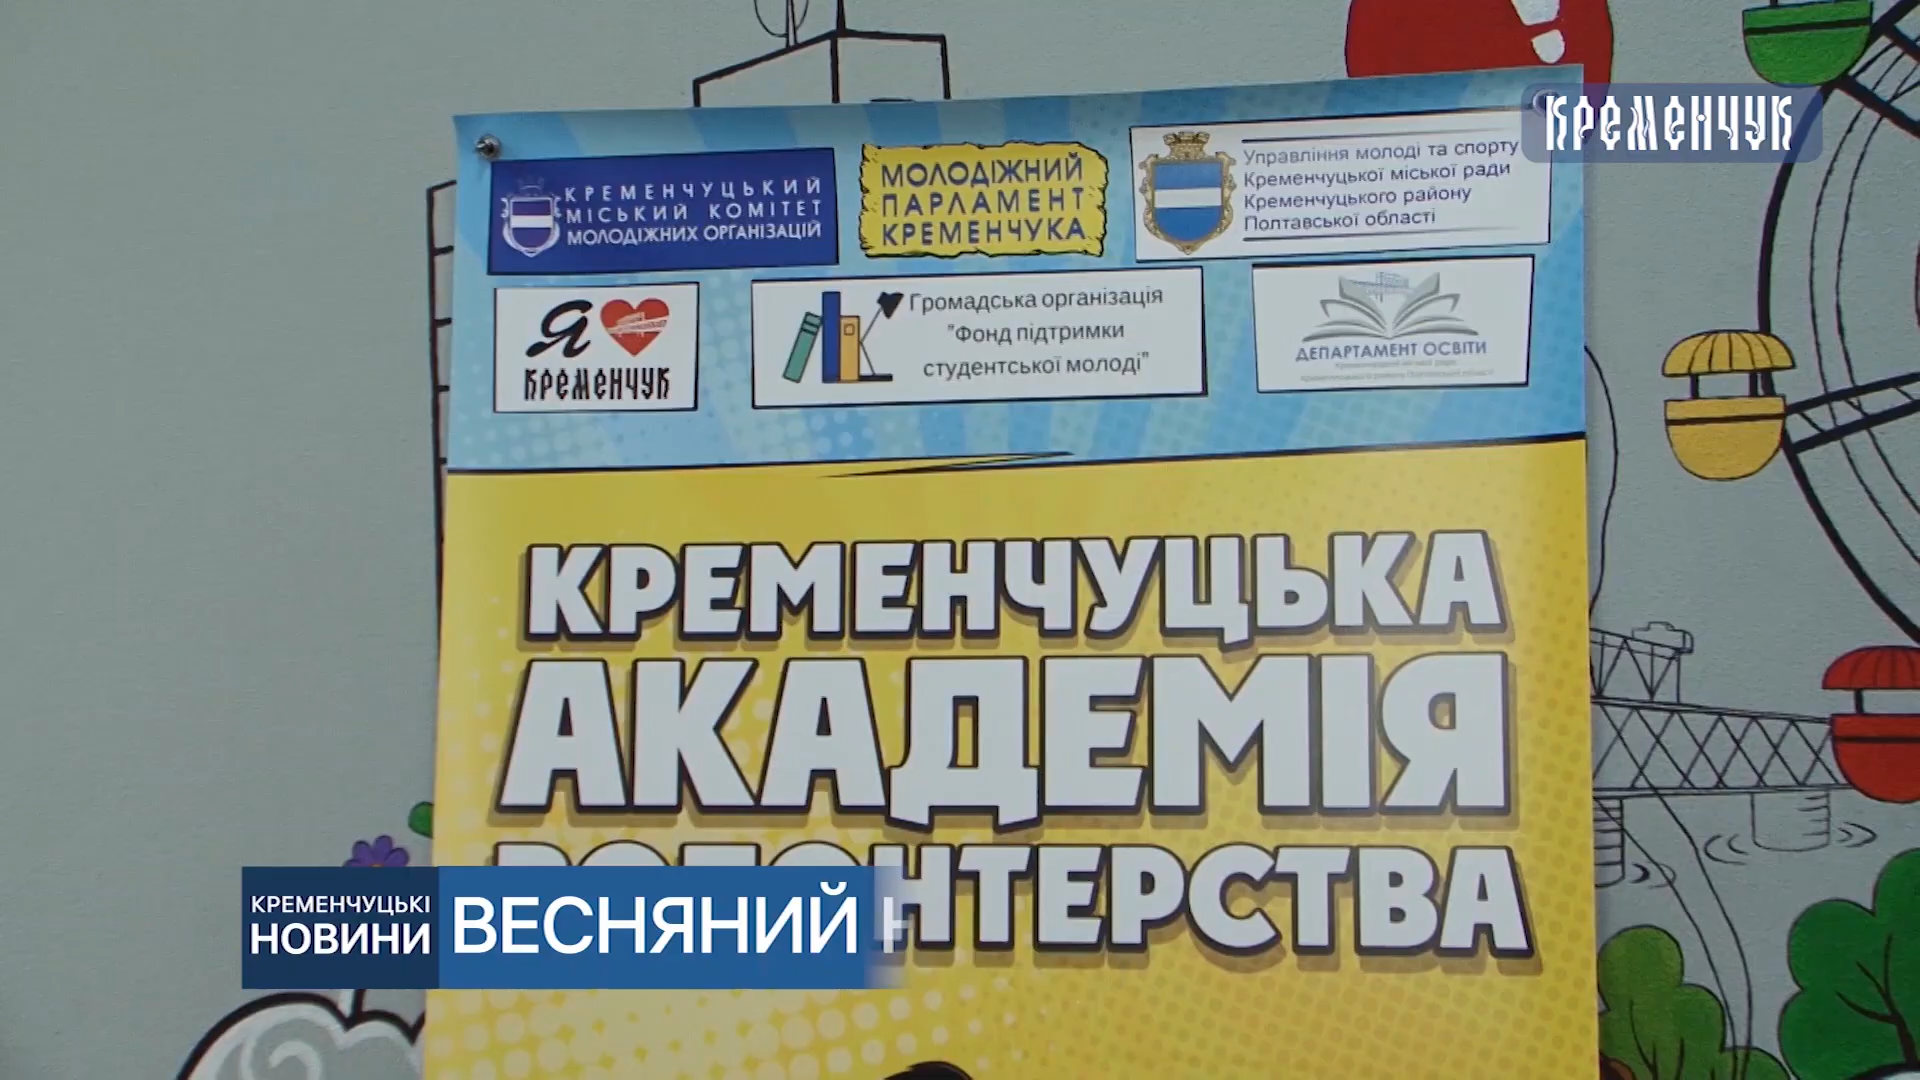 КРЕМЕНЧУК
КРЕМЕНЧУЦЬКИЙ
МІСЬКИЙ КОМІТЕТ
МОЛОДІЖНИХ ОРГАНІЗАЦІЙ
МОЛОДІЖНИЙ
ПАРЛАМЕНТ
КРЕМЕНЧУКА
Управління молоді та спорту
Кременчуцької міської ради
Кременчуцького району
Полтавської області
Я
КРЕМЕНЧУК
Громадська організація
"Фонд підтримки
студентської молоді"
ДЕПАРТАМЕНТ ОСВІТИ
КРЕМЕНЧУЦЬКА
АКАДЕМІЯ
НТЕРСТВА
КРЕМЕНЧУЦЬКІ
НОВИНИ
ВЕСНЯНИЙ